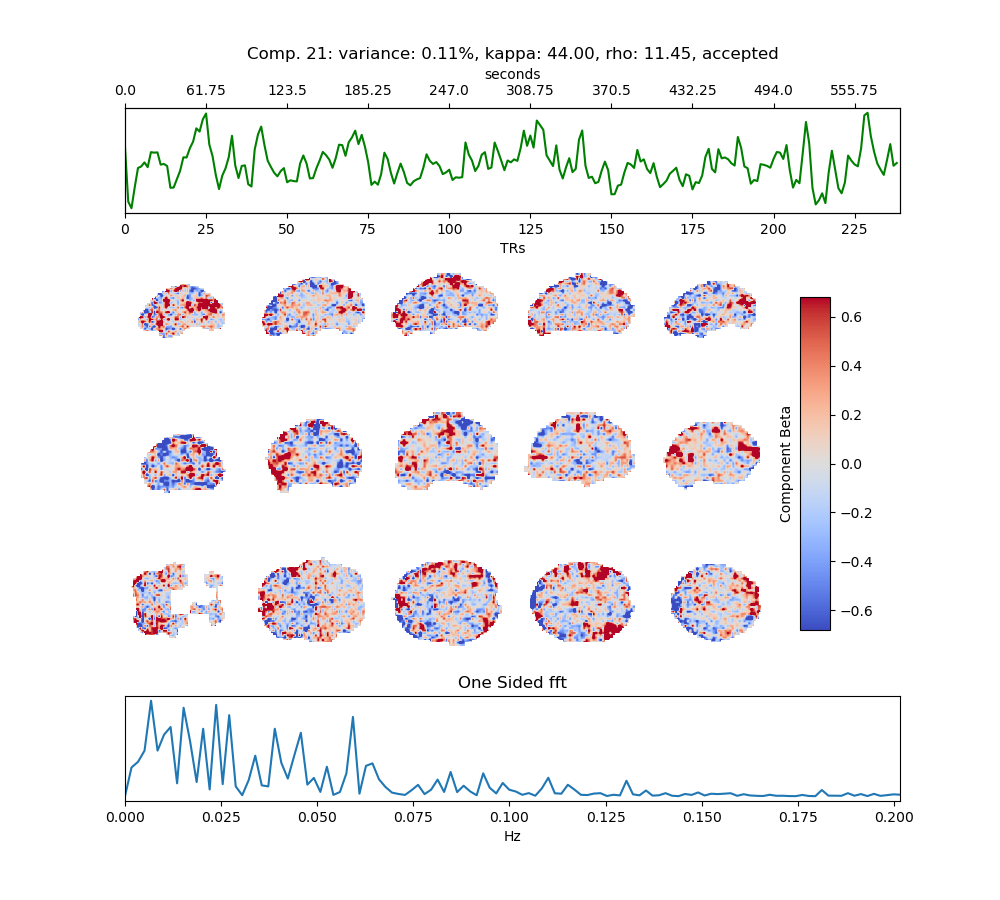 Comp. 21: variance: 0.11%, kappa: 44.00, rho: 11.45, accepted
seconds
0.0 61.75 123.5 185.25 247.0 308.75 370.5 432.25 494.0 555.75
0 25 50 75 100 125 150 175 200 225
TRs
0.6
0.4
0.2
0.0
−0.2
−0.4
−0.6
Component Beta
One Sided fft
0.000 0.025 0.050 0.075 0.100 0.125 0.150 0.175 0.200
Hz